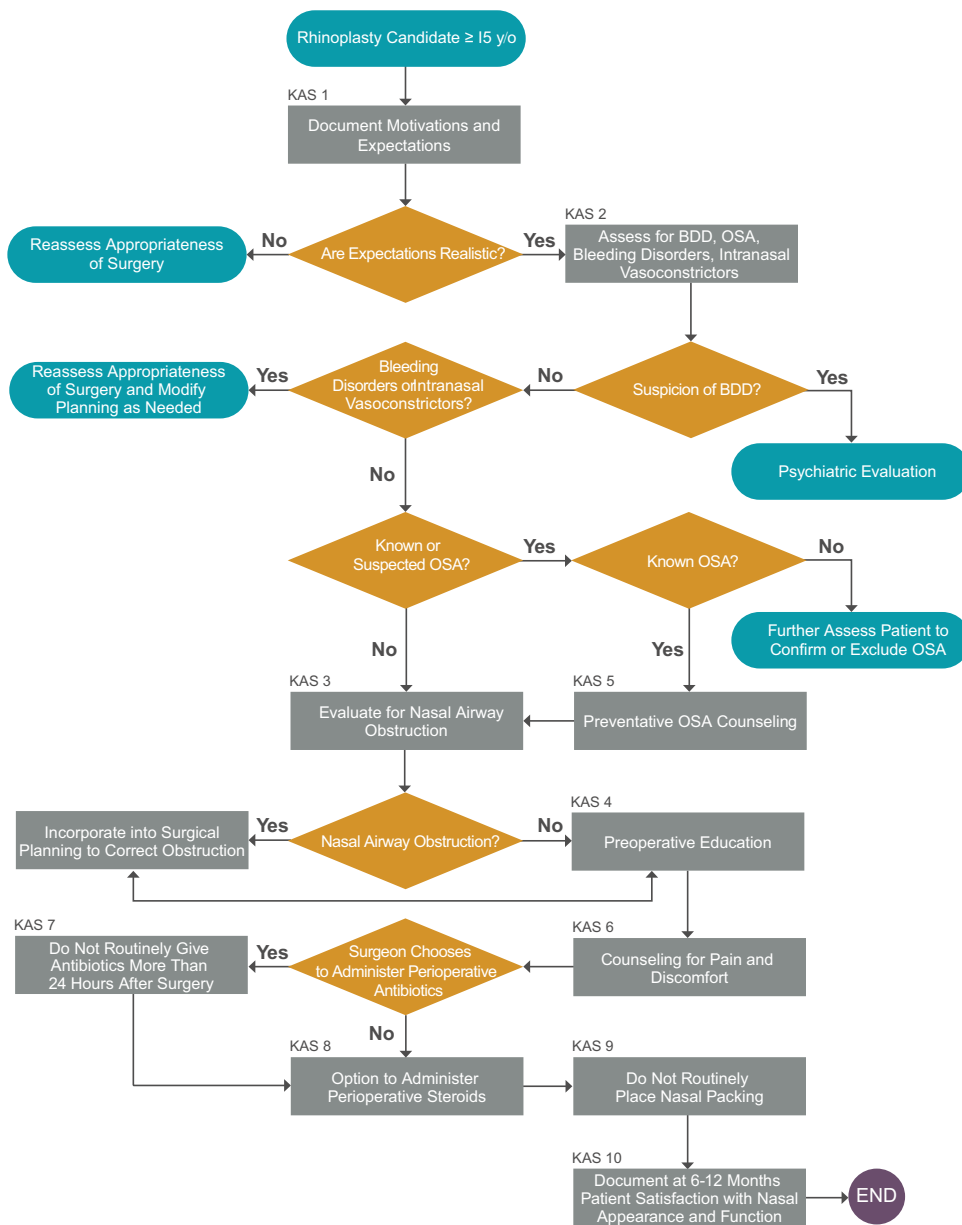 Rhinoplasty Candidate ≥ I5 y/o
KAS 1
Document Motivations and
Expectations
Are Expectations Realistic?
No
Reassess Appropriateness
of Surgery
Yes
KAS 2
Assess for BDD, OSA,
Bleeding Disorders, Intranasal
Vasoconstrictors
Suspicion of BDD?
Yes
Psychiatric Evaluation
No
Bleeding
Disorders orIntranasal
Vasoconstrictors?
Yes
Reassess Appropriateness
of Surgery and Modify
Planning as Needed
No
Known or
Suspected OSA?
Yes
Known OSA?
No
Further Assess Patient to
Confirm or Exclude OSA
Yes
No
KAS 3
Evaluate for Nasal Airway
Obstruction
KAS 5
Preventative OSA Counseling
Nasal Airway Obstruction?
Yes
Incorporate into Surgical
Planning to Correct Obstruction
No
KAS 4
Preoperative Education
KAS 6
Counseling for Pain and
Discomfort
Surgeon Chooses
to Administer Perioperative
Antibiotics
Yes
KAS 7
Do Not Routinely Give
Antibiotics More Than
24 Hours After Surgery
No
KAS 8
Option to Administer
Perioperative Steroids
KAS 9
Do Not Routinely
Place Nasal Packing
KAS 10
Document at 6-12 Months
Patient Satisfaction with Nasal
Appearance and Function
END